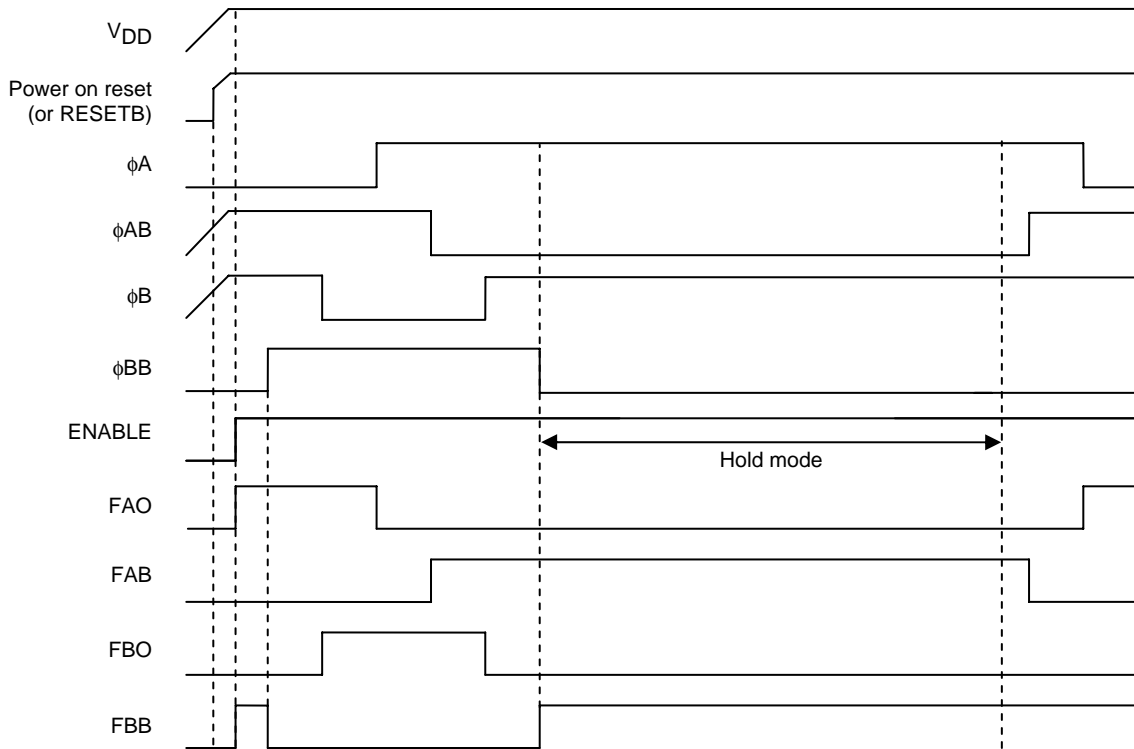 VDD
Power on reset
(or RESETB)
ϕA
ϕAB
ϕB
ϕBB
ENABLE
Hold mode
FAO
FAB
FBO
FBB